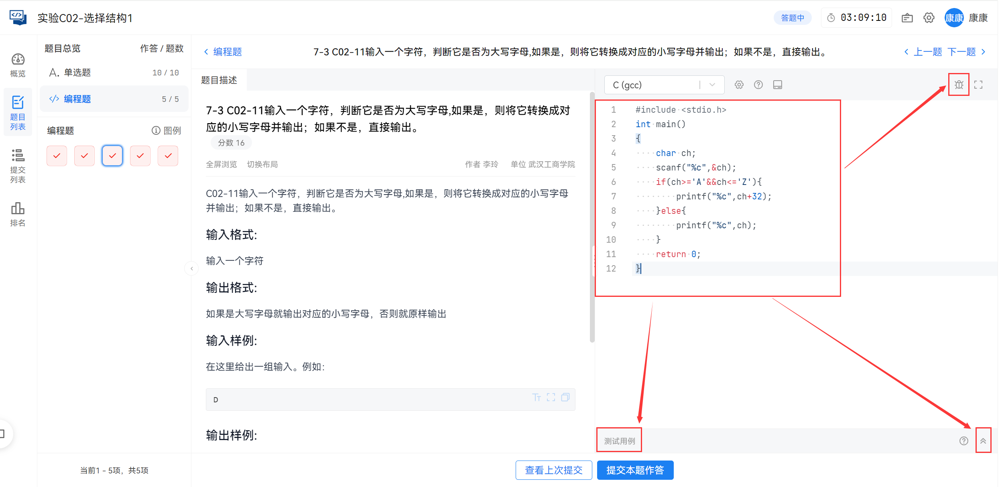 实验C02-选择结构1
答题中
03:09:10
康康
康康
概览
题目
列表
提交
列表
排名
题目总览
作答 / 题数
A. 单选题
10 / 10
</> 编程题
5 / 5
编程题
图例
当前1 - 5项，共5项
编程题
7-3 C02-11输入一个字符，判断它是否为大写字母,如果是，则将它转换成对应的小写字母并输出；如果不是，直接输出。
上一题
下一题
题目描述
7-3 C02-11输入一个字符，判断它是否为大写字母,如果是，则将它转换成对
应的小写字母并输出；如果不是，直接输出。
分数 16
全屏浏览
切换布局
作者 李玲
单位 武汉工商学院
C02-11输入一个字符，判断它是否为大写字母,如果是，则将它转换成对应的小写字母
并输出；如果不是，直接输出。
输入格式:
输入一个字符
输出格式:
如果是大写字母就输出对应的小写字母，否则就原样输出
输入样例:
在这里给出一组输入。例如：
D
输出样例:
C (gcc)
1 #include <stdio.h>
2 int main()
3 {
4 char ch;
5 scanf("%c",&ch);
6 if(ch>='A'&&ch<='Z'){
7 printf("%c",ch+32);
8 }else{
9 printf("%c",ch);
10 }
11 return 0;
12 }
测试用例
查看上次提交
提交本题作答